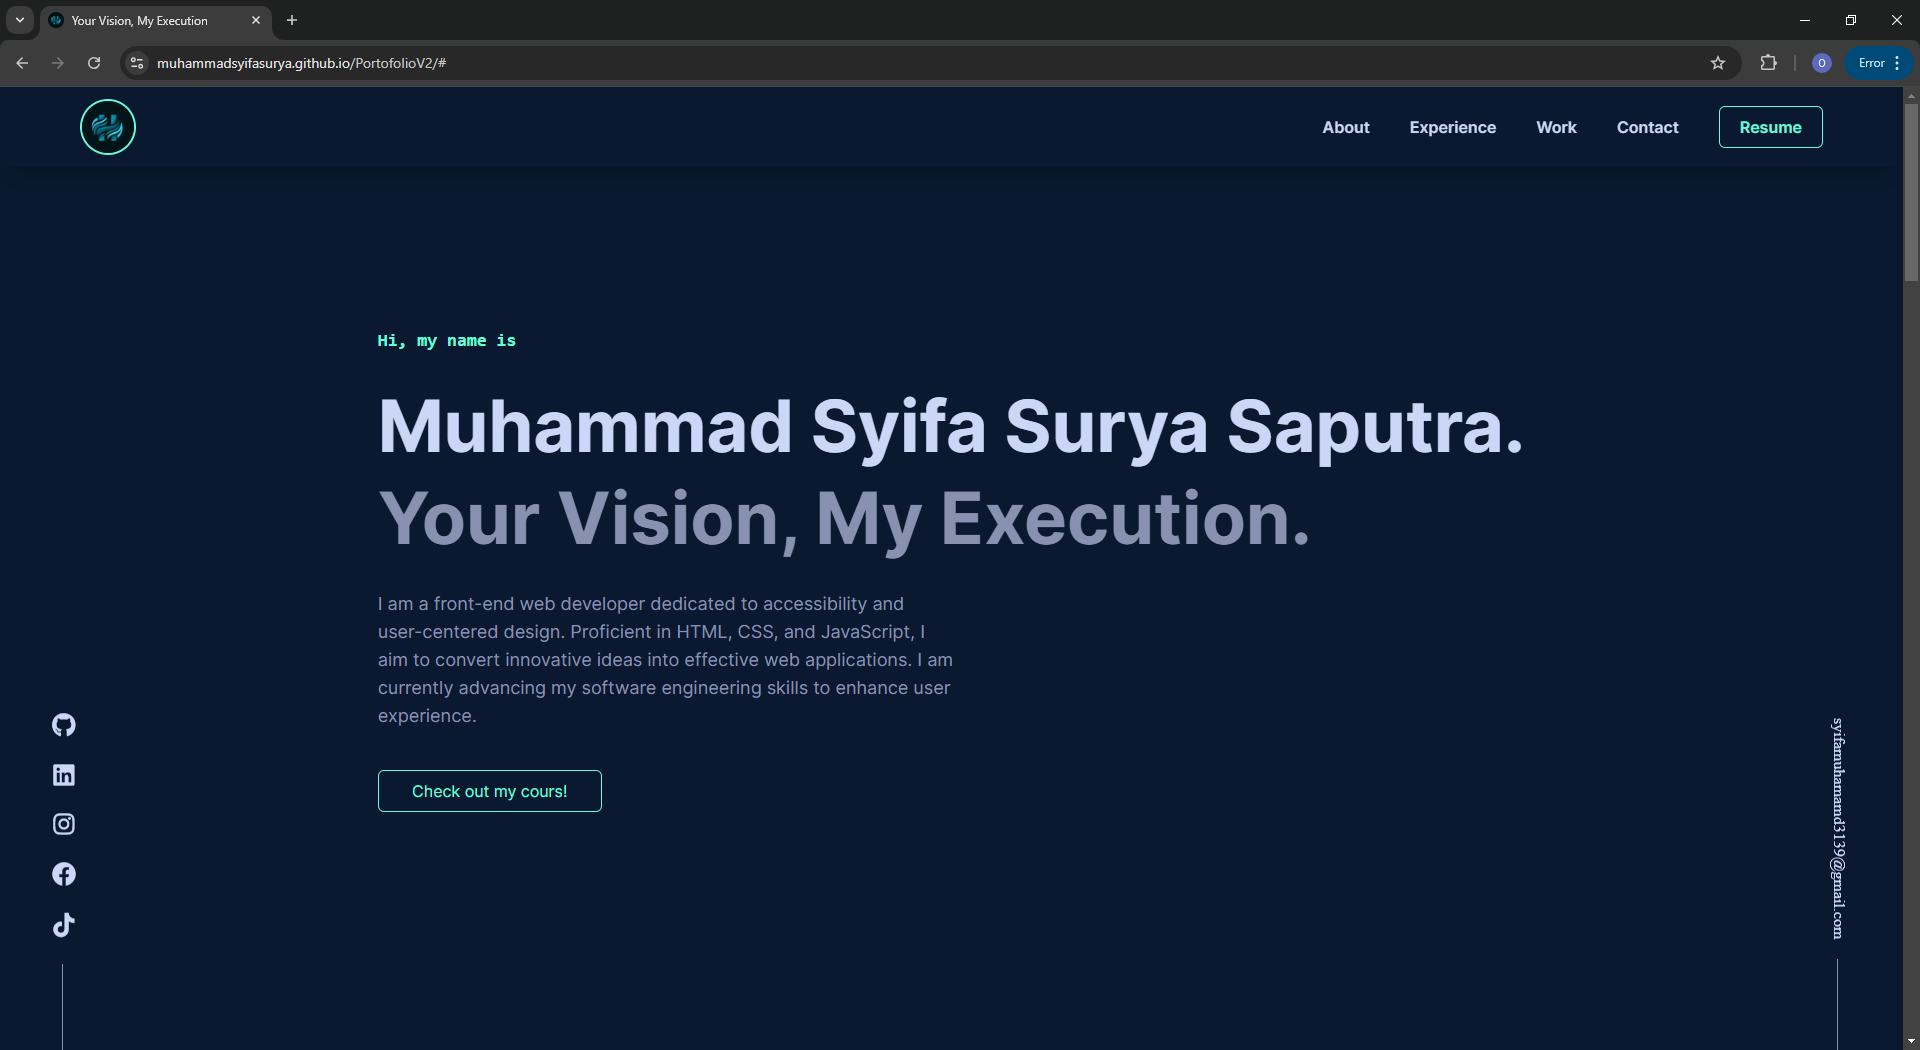 Your Vision, My Execution
muhammadsyifasurya.github.io/PortofolioV2/#
O
Error
About
Experience
Work
Contact
Resume
Hi, my name is
Muhammad Syifa Surya Saputra.
Your Vision, My Execution.
I am a front-end web developer dedicated to accessibility and
user-centered design. Proficient in HTML, CSS, and JavaScript, I
aim to convert innovative ideas into effective web applications. I am
currently advancing my software engineering skills to enhance user
experience.
Check out my cours!
syifamuhamamd3139@gmail.com